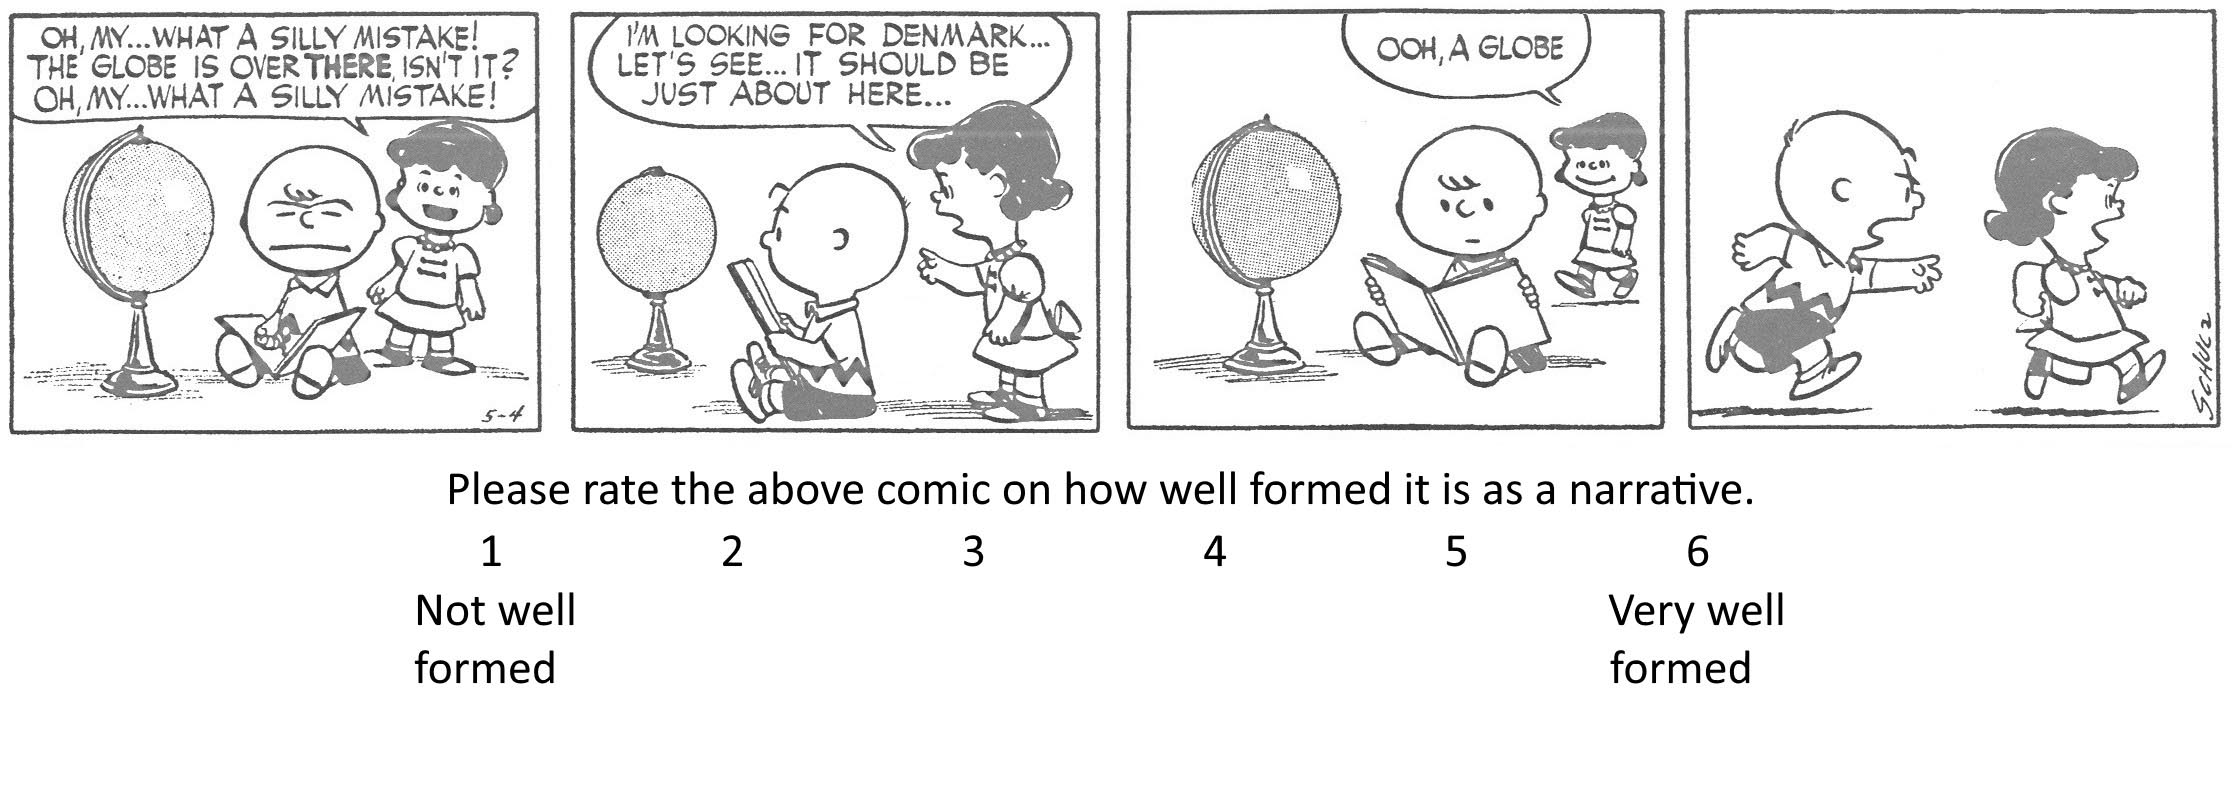 OH, MY...WHAT A SILLY MISTAKE!
THE GLOBE IS OVER THERE, ISN'T IT?
OH, MY...WHAT A SILLY MISTAKE!
5-4
I'M LOOKING FOR DENMARK...
LET'S SEE... IT SHOULD BE
JUST ABOUT HERE...
OOH, A GLOBE
SCHULZ
Please rate the above comic on how well formed it is as a narrative.
1 2 3 4 5 6
Not well
formed
Very well
formed